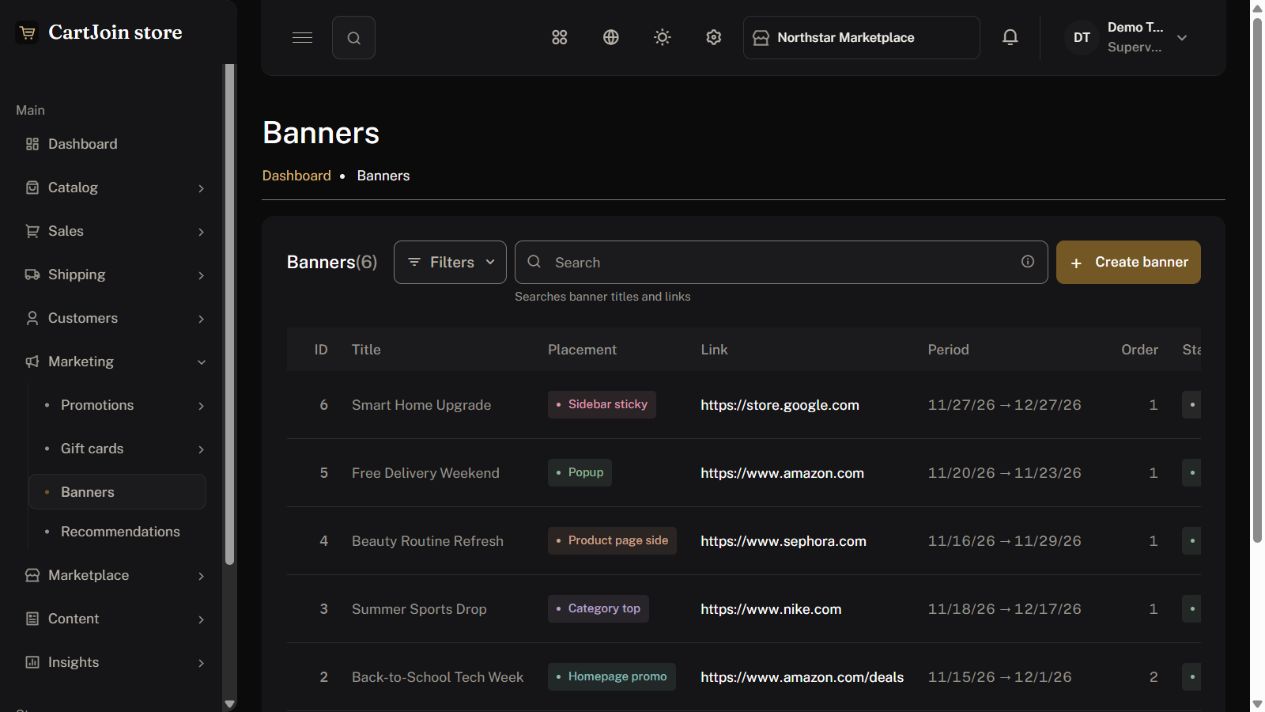 CartJoin store
Northstar Marketplace
DT
Demo T...
Superv...
Main
Dashboard
Catalog
Sales
Shipping
Customers
Marketing
Promotions
Gift cards
Banners
Recommendations
Marketplace
Content
Insights
Banners
Dashboard • Banners
Banners(6)
Filters
Search
+ Create banner
Searches banner titles and links
ID Title Placement Link Period Order Sta
6 Smart Home Upgrade • Sidebar sticky https://store.google.com 11/27/26 → 12/27/26 1
5 Free Delivery Weekend • Popup https://www.amazon.com 11/20/26 → 11/23/26 1
4 Beauty Routine Refresh • Product page side https://www.sephora.com 11/16/26 → 11/29/26 1
3 Summer Sports Drop • Category top https://www.nike.com 11/18/26 → 12/17/26 1
2 Back-to-School Tech Week • Homepage promo https://www.amazon.com/deals 11/15/26 → 12/1/26 2